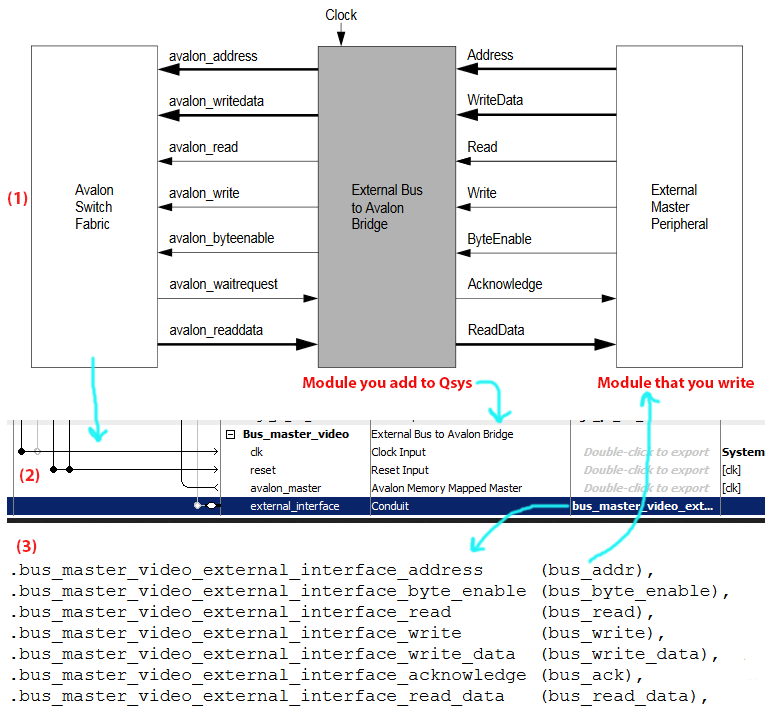 Clock
avalon_address
Address
avalon_writedata
WriteData
avalon_read
Read
(1)
Avalon
Switch
Fabric
avalon_write
External Bus
to Avalon
Bridge
Write
External
Master
Peripheral
avalon_byteenable
ByteEnable
avalon_waitrequest
Acknowledge
avalon_readdata
ReadData
Module you add to Qsys
Module that you write
(2)
Bus_master_video External Bus to Avalon Bridge
clk Clock Input Double-click to export System
reset Reset Input Double-click to export [clk]
avalon_master Avalon Memory Mapped Master Double-click to export [clk]
external_interface Conduit bus_master_video_ext...
(3)
.bus_master_video_external_interface_address (bus_addr),
.bus_master_video_external_interface_byte_enable (bus_byte_enable),
.bus_master_video_external_interface_read (bus_read),
.bus_master_video_external_interface_write (bus_write),
.bus_master_video_external_interface_write_data (bus_write_data),
.bus_master_video_external_interface_acknowledge (bus_ack),
.bus_master_video_external_interface_read_data (bus_read_data),